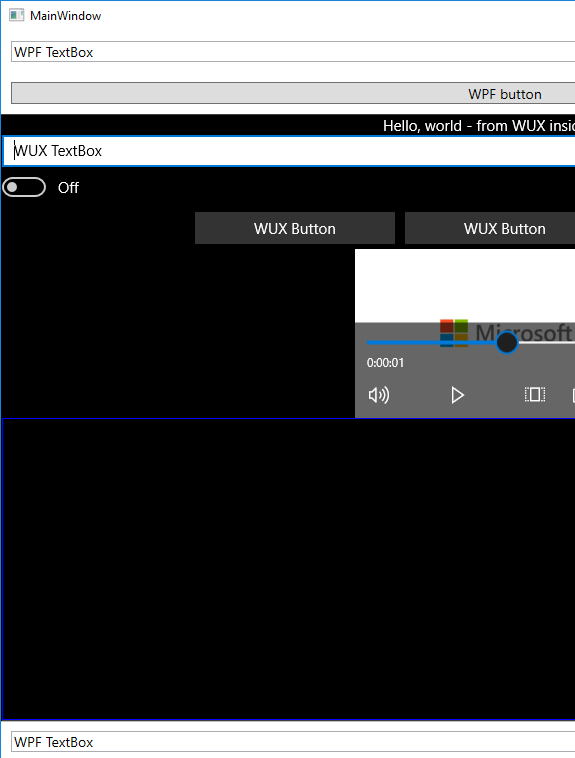 MainWindow
WPF TextBox
WPF button
Hello, world - from WUX
WUX TextBox
Off
WUX Button WUX Button
Microsoft
0:00:01
WPF TextBox